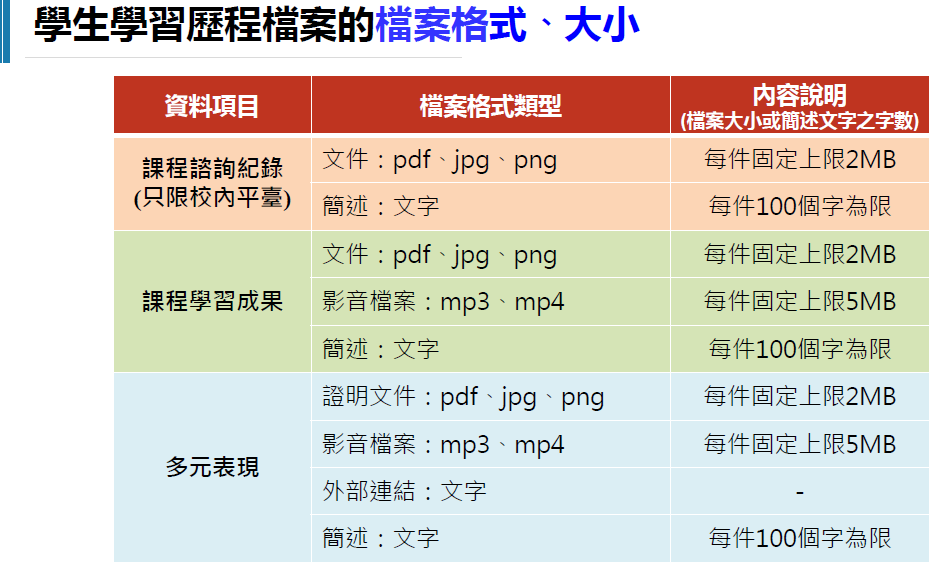 學生學習歷程檔案的檔案格式、大小
資料項目 檔案格式類型 內容說明
(檔案大小或簡述文字之字數)
課程諮詢紀錄
(只限校內平臺)
文件：pdf、jpg、png 每件固定上限2MB
簡述：文字 每件100個字為限
課程學習成果
文件：pdf、jpg、png 每件固定上限2MB
影音檔案：mp3、mp4 每件固定上限5MB
簡述：文字 每件100個字為限
多元表現
證明文件：pdf、jpg、png 每件固定上限2MB
影音檔案：mp3、mp4 每件固定上限5MB
外部連結：文字 -
簡述：文字 每件100個字為限